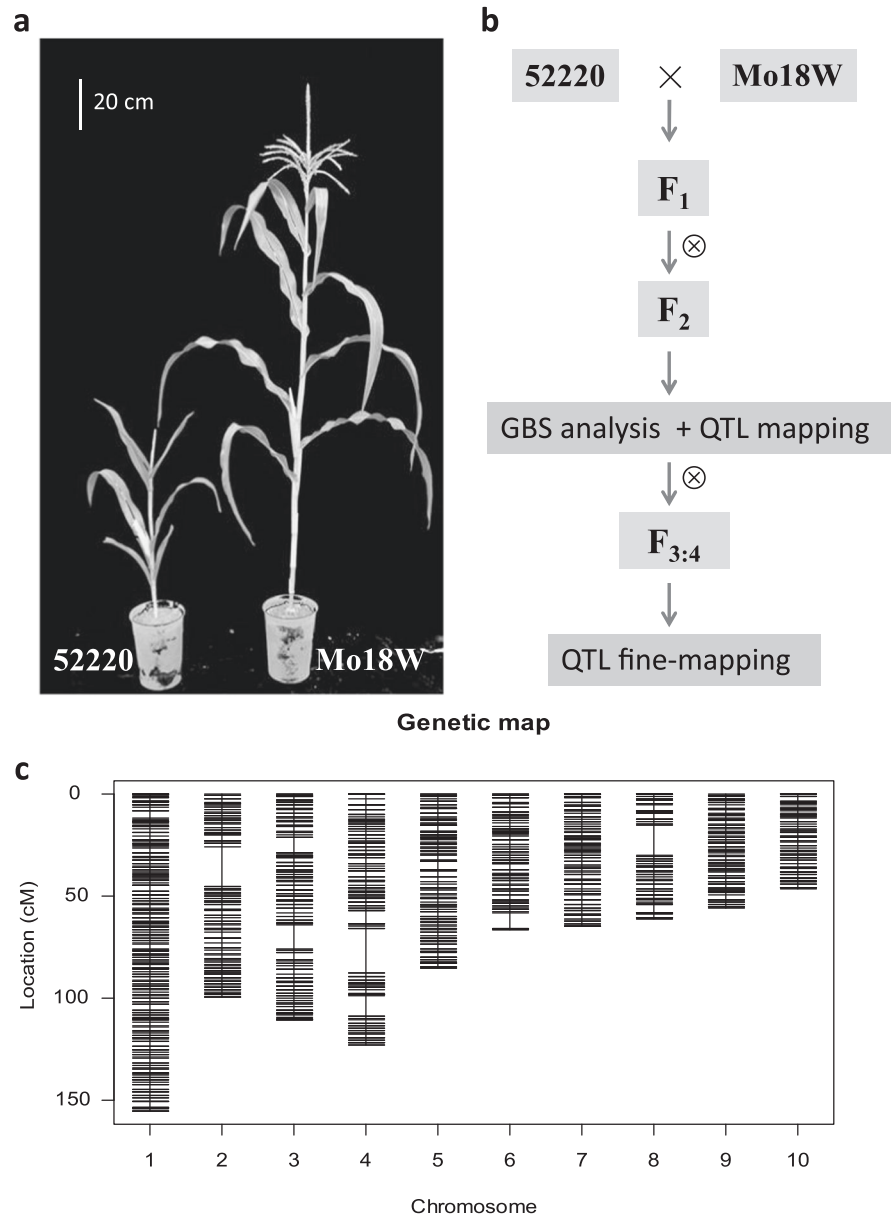 a
20 cm
52220
Mo18W
b
52220 × Mo18W
F1
⊗
F2
GBS analysis + QTL mapping
⊗
F3:4
QTL fine-mapping
Genetic map
c
Location (cM)
0
50
100
150
1 2 3 4 5 6 7 8 9 10
Chromosome